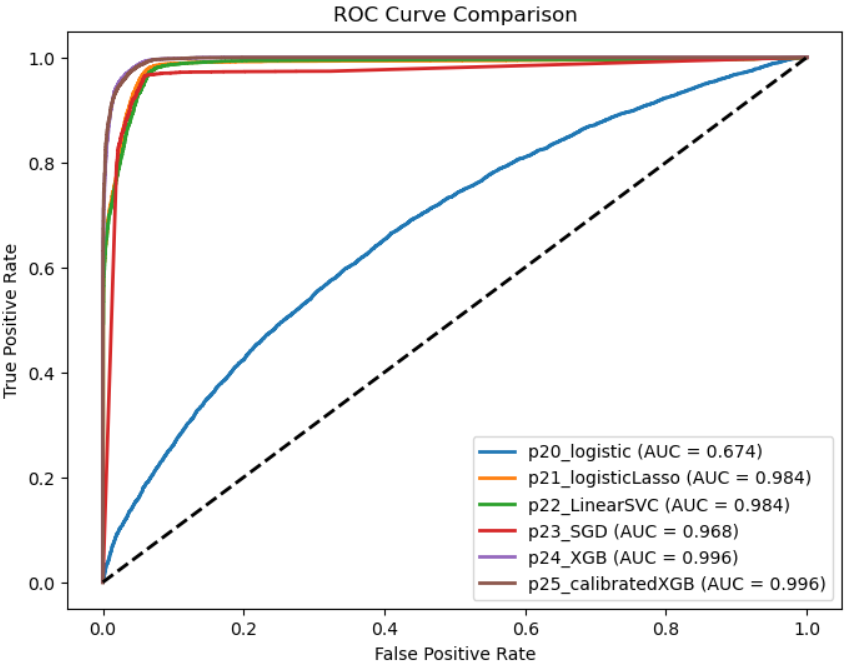 ROC Curve Comparison
1.0
0.8
0.6
0.4
0.2
0.0
True Positive Rate
p20_logistic (AUC = 0.674)
p21_logisticLasso (AUC = 0.984)
p22_LinearSVC (AUC = 0.984)
p23_SGD (AUC = 0.968)
p24_XGB (AUC = 0.996)
p25_calibratedXGB (AUC = 0.996)
0.0 0.2 0.4 0.6 0.8 1.0
False Positive Rate